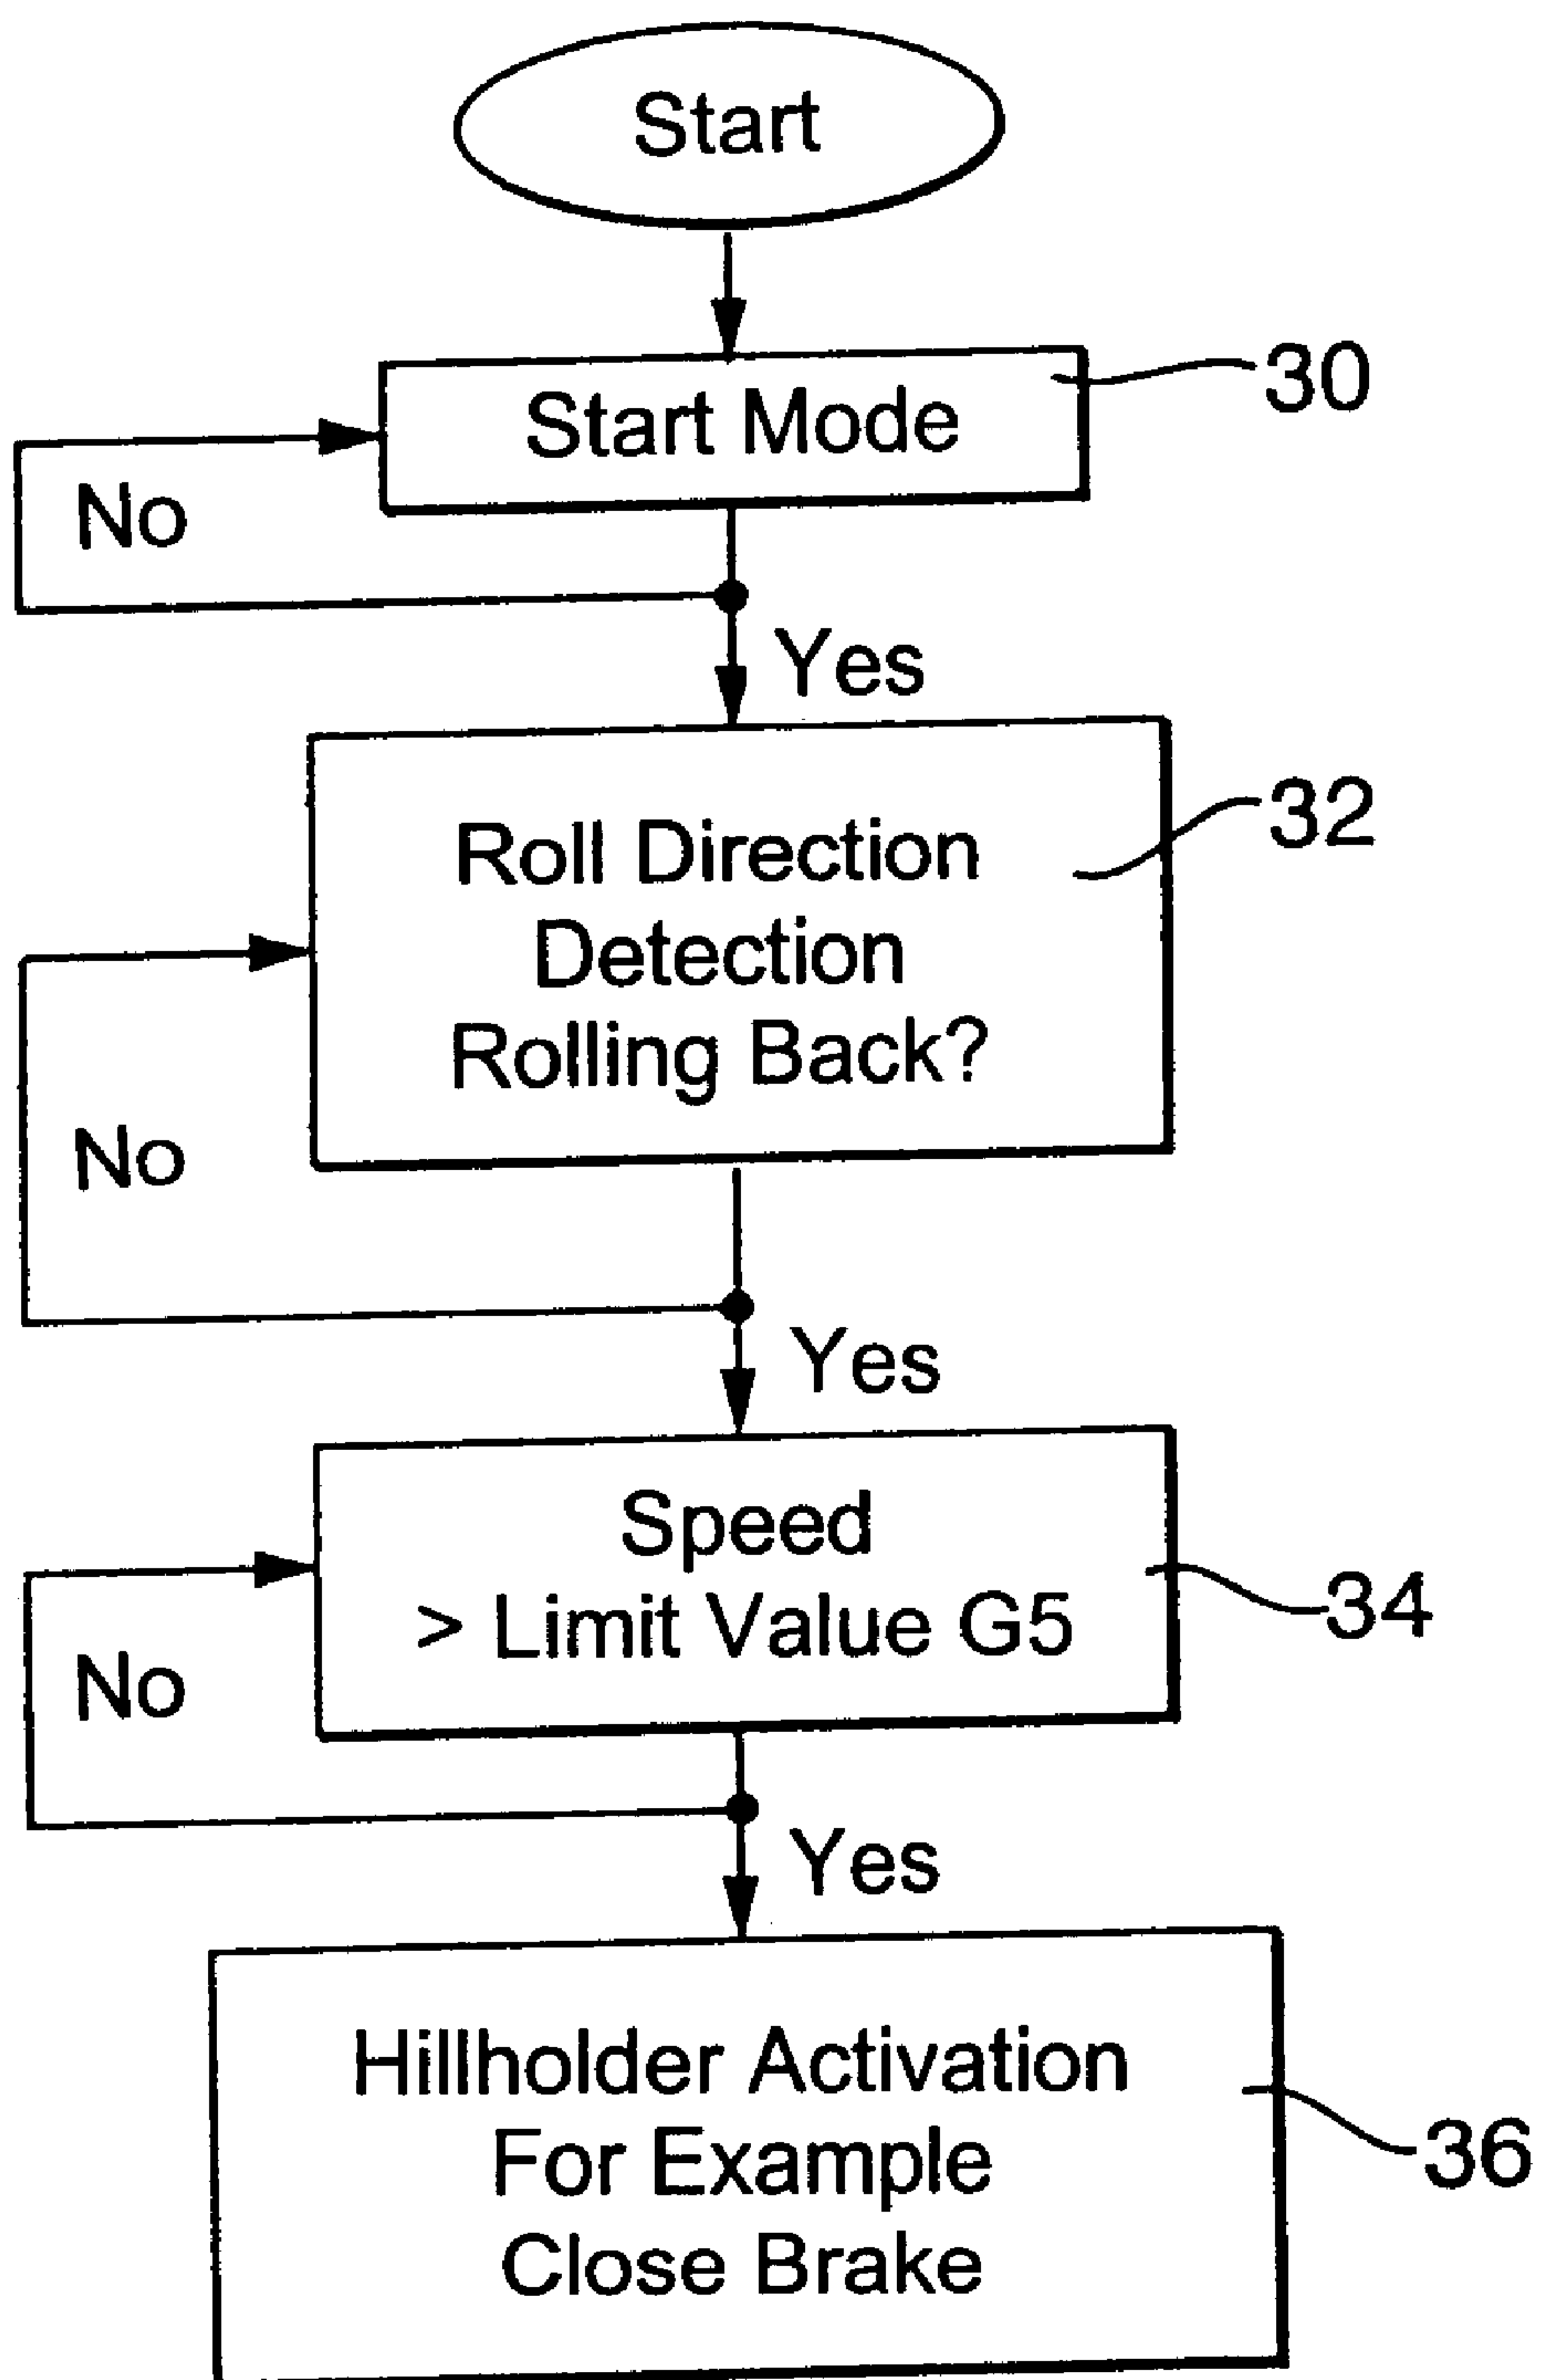 Start
Start Mode
30
No
Yes
Roll Direction
Detection
Rolling Back?
32
No
Yes
Speed
> Limit Value G5
34
No
Yes
Hillholder Activation
For Example
Close Brake
36